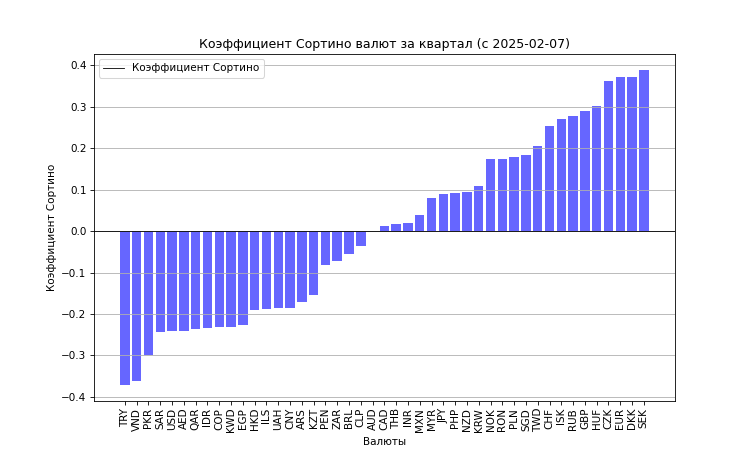 Коэффициент Сортино валют за квартал (с 2025-02-07)
Коэффициент Сортино
Коэффициент Сортино
0.4
0.3
0.2
0.1
0.0
−0.1
−0.2
−0.3
−0.4
TRY
VND
PKR
SAR
USD
AED
QAR
IDR
COP
KWD
EGP
HKD
ILS
UAH
CNY
ARS
KZT
PEN
ZAR
BRL
CLP
AUD
CAD
THB
INR
MXN
MYR
JPY
PHP
NZD
KRW
NOK
RON
PLN
SGD
TWD
CHF
ISK
RUB
GBP
HUF
CZK
EUR
DKK
SEK
Валюты